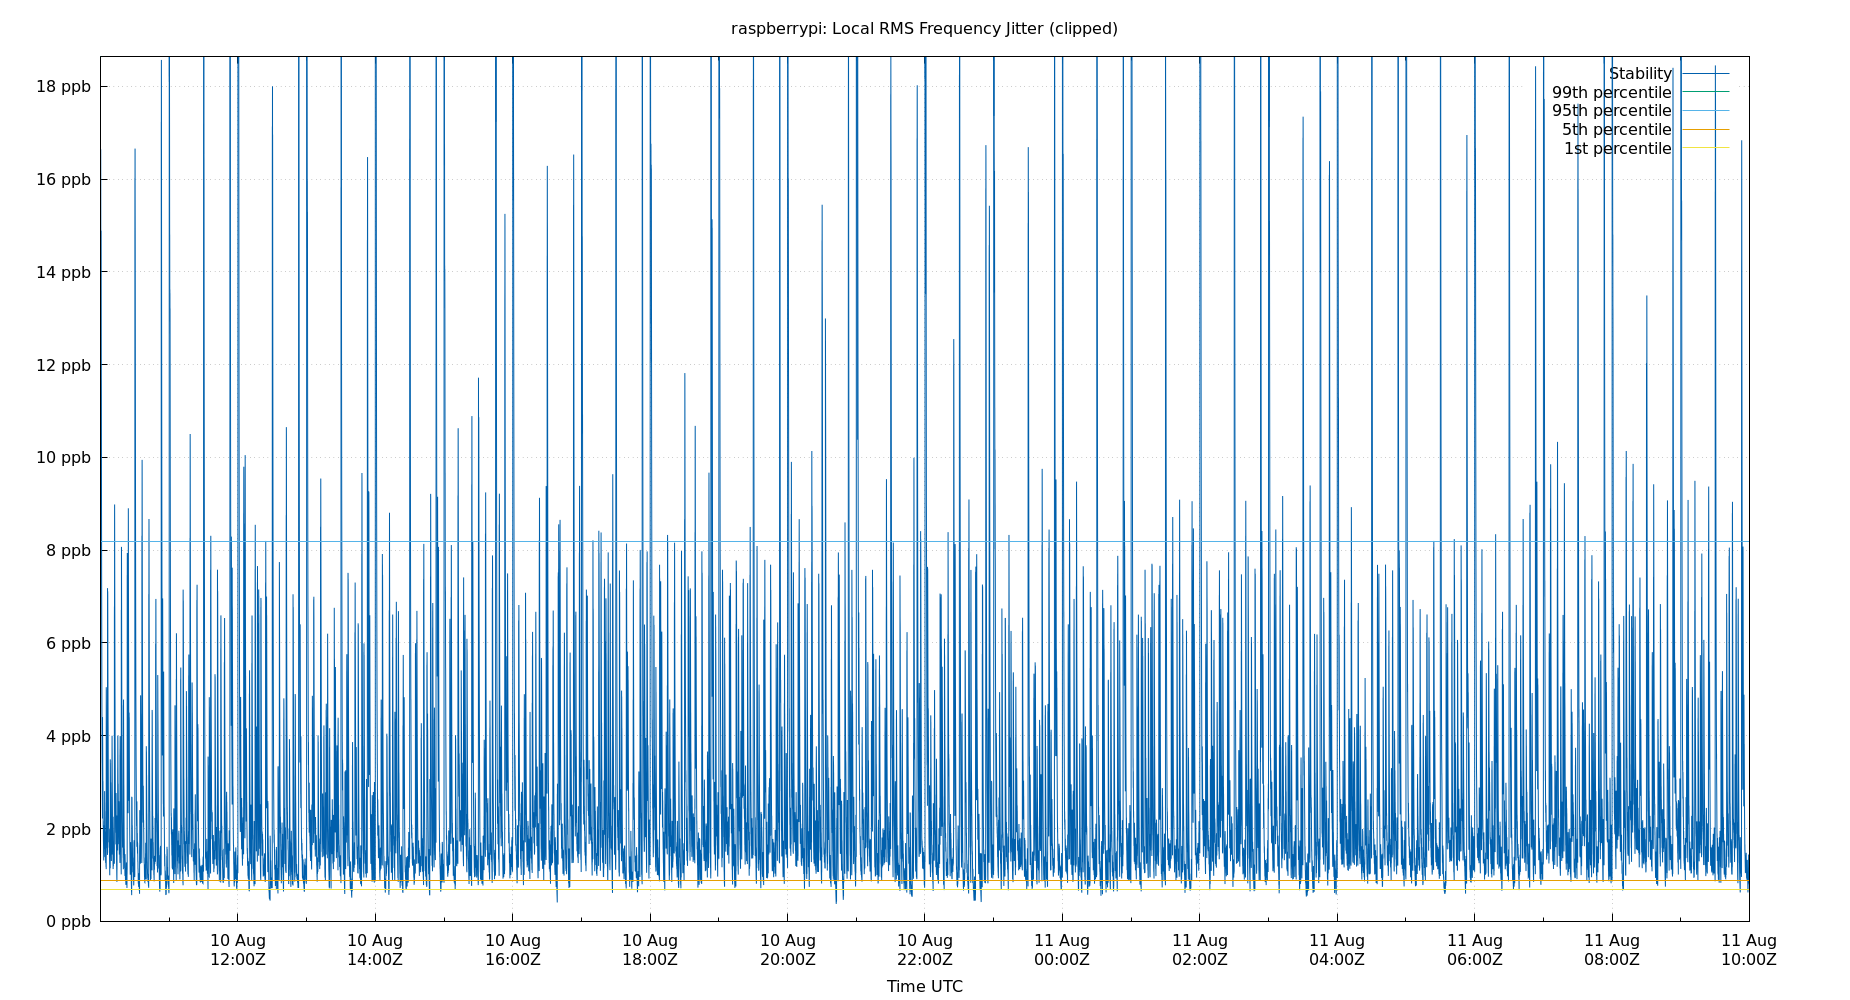 raspberrypi: Local RMS Frequency Jitter (clipped)
Stability
99th percentile
95th percentile
5th percentile
1st percentile
18 ppb
16 ppb
14 ppb
12 ppb
10 ppb
8 ppb
6 ppb
4 ppb
2 ppb
0 ppb
10 Aug 10 Aug 10 Aug 10 Aug 10 Aug 10 Aug 11 Aug 11 Aug 11 Aug 11 Aug 11 Aug 11 Aug
12:00Z 14:00Z 16:00Z 18:00Z 20:00Z 22:00Z 00:00Z 02:00Z 04:00Z 06:00Z 08:00Z 10:00Z
Time UTC